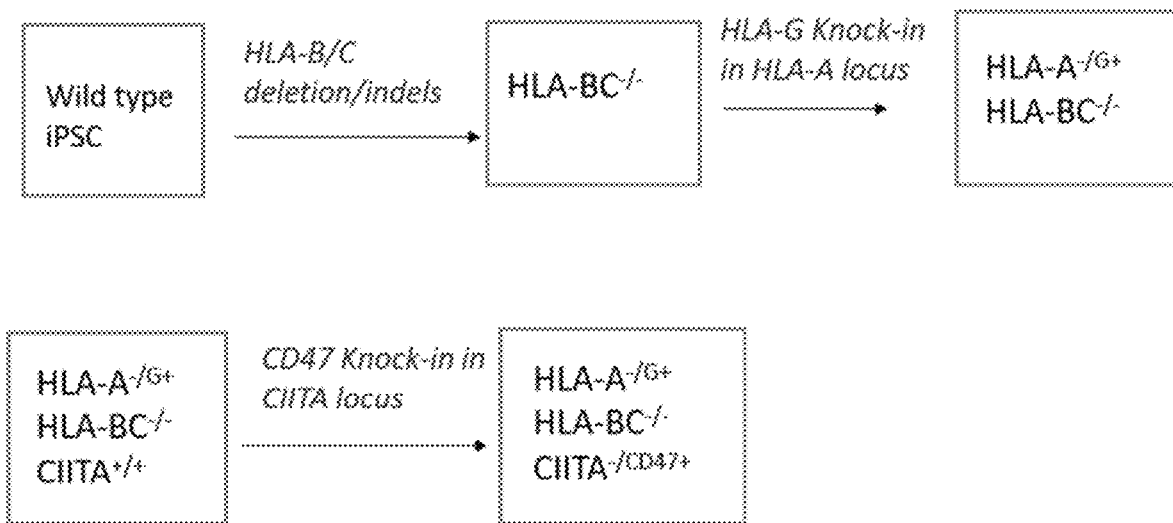 Wild type
iPSC
HLA-B/C
deletion/indels
HLA-BC-/-
HLA-G Knock-in
in HLA-A locus
HLA-A-/G+
HLA-BC-/-
HLA-A-/G+
HLA-BC-/-
CIITA+/+
CD47 Knock-in in
CIITA locus
HLA-A-/G+
HLA-BC-/-
CIITA-/CD47+